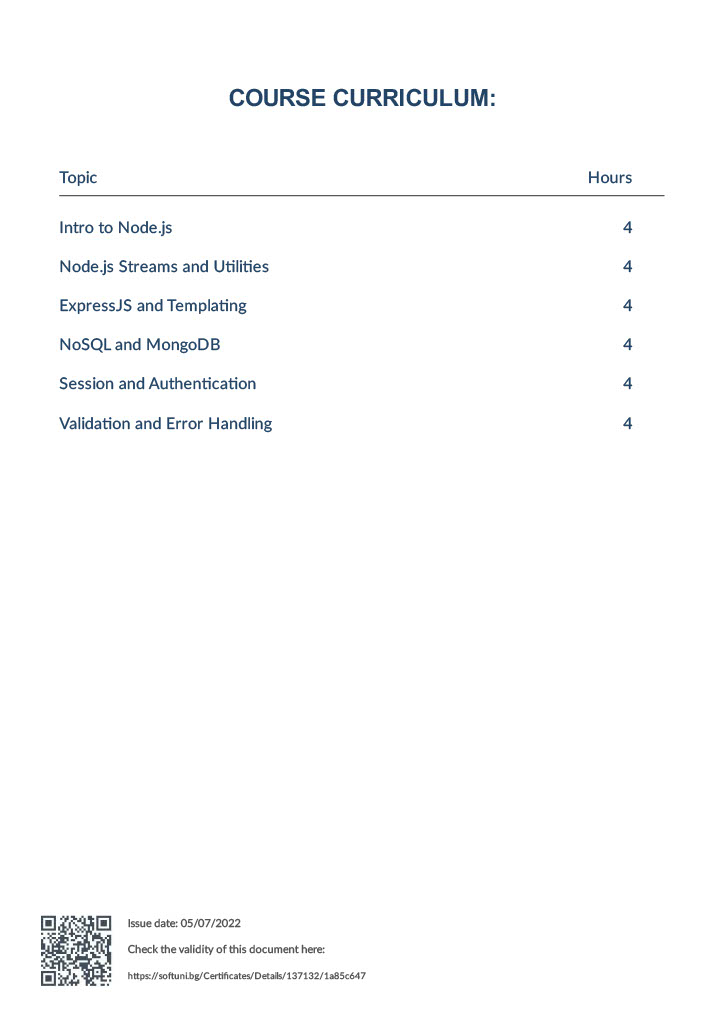 COURSE CURRICULUM:
Topic Hours
Intro to Node.js 4
Node.js Streams and Utilities 4
ExpressJS and Templating 4
NoSQL and MongoDB 4
Session and Authentication 4
Validation and Error Handling 4
Issue date: 05/07/2022
Check the validity of this document here:
https://softuni.bg/Certificates/Details/137132/1a85c647